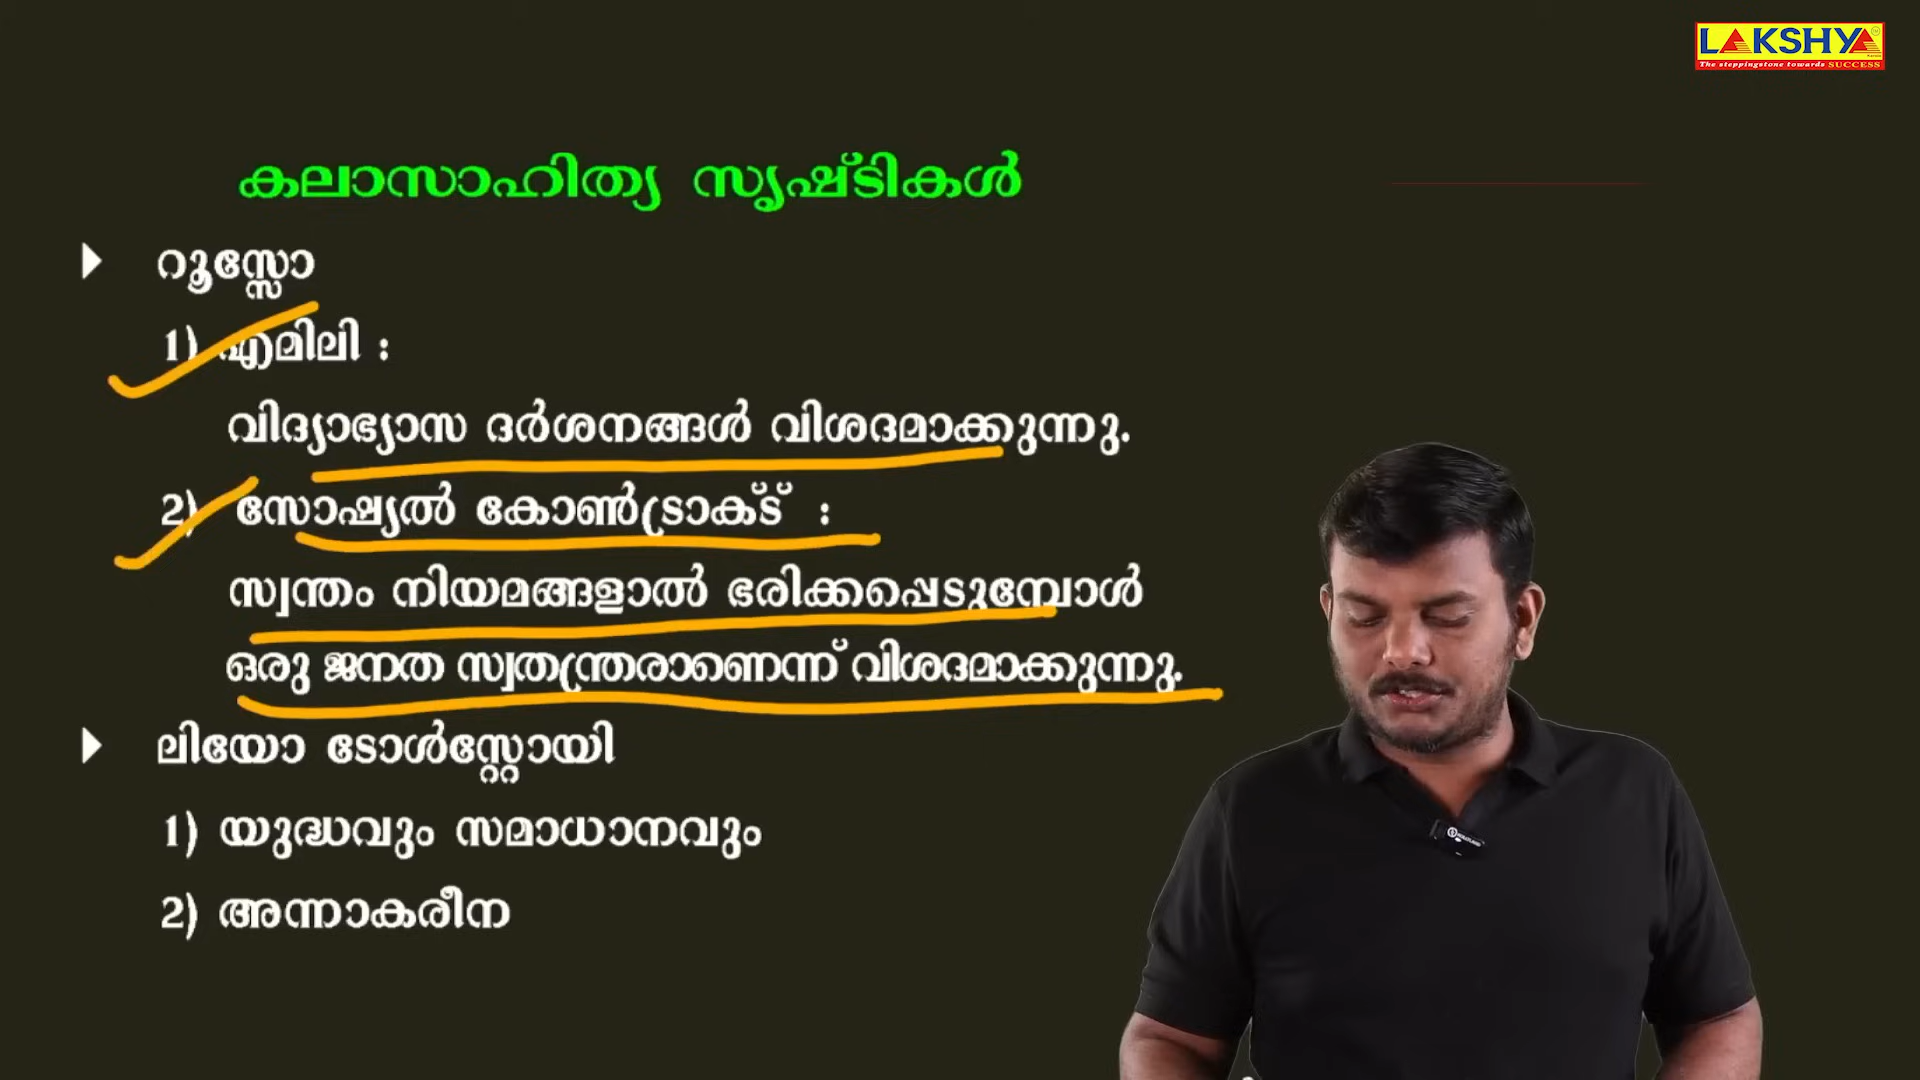 LAKSHYA
The steppingstone towards SUCCESS
കലാസാഹിത്യ സൃഷ്ടികൾ
റൂസ്സോ
1) എമിലി :
വിദ്യാഭ്യാസ ദർശനങ്ങൾ വിശദമാക്കുന്നു.
2) സോഷ്യൽ കോൺട്രാക്ട് :
സ്വന്തം നിയമങ്ങളാൽ ഭരിക്കപ്പെടുമ്പോൾ
ഒരു ജനത സ്വതന്ത്രരാണെന്ന് വിശദമാക്കുന്നു.
ലിയോ ടോൾസ്റ്റോയി
1) യുദ്ധവും സമാധാനവും
2) അന്നാകരീന